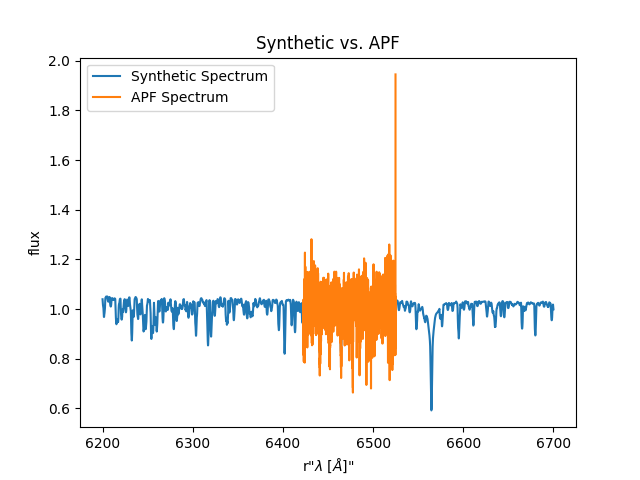 Synthetic vs. APF
Synthetic Spectrum
APF Spectrum
2.0
1.8
1.6
1.4
1.2
1.0
0.8
0.6
flux
6200 6300 6400 6500 6600 6700
r"λ [Å]"